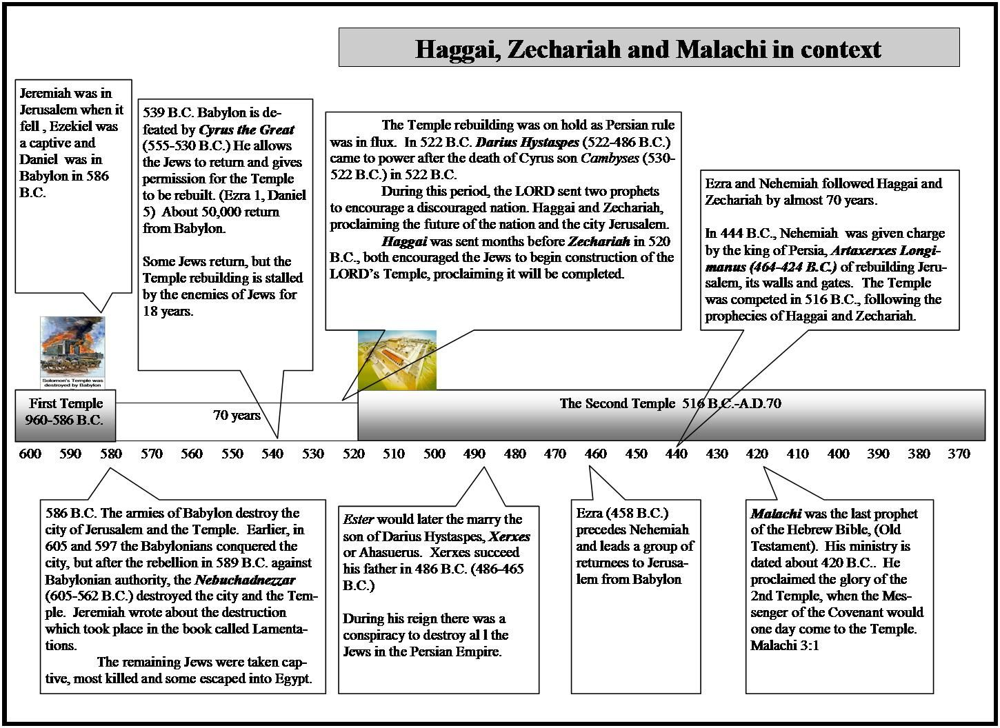 Haggai, Zechariah and Malachi in context
Jeremiah was in
Jerusalem when it
fell , Ezekiel was
a captive and
Daniel  was in
Babylon in 586
B.C.
539 B.C. Babylon is de-
feated by Cyrus the Great
(555-530 B.C.) He allows
the Jews to return and gives
permission for the Temple
to be rebuilt. (Ezra 1, Daniel
5)  About 50,000 return
from Babylon.
Some Jews return, but the
Temple rebuilding is stalled
by the enemies of Jews for
18 years.
The Temple rebuilding was on hold as Persian rule
was in flux.  In 522 B.C. Darius Hystaspes (522-486 B.C.)
came to power after the death of Cyrus son Cambyses (530-
522 B.C.) in 522 B.C.
During this period, the LORD sent two prophets
to encourage a discouraged nation. Haggai and Zechariah,
proclaiming the future of the nation and the city Jerusalem.
Haggai was sent months before Zechariah in 520
B.C., both encouraged the Jews to begin construction of the
LORD's Temple, proclaiming it will be completed.
Ezra and Nehemiah followed Haggai and
Zechariah by almost 70 years.
In 444 B.C., Nehemiah  was given charge
by the king of Persia, Artaxerxes Longi-
manus (464-424 B.C.) of rebuilding Jeru-
salem, its walls and gates.  The Temple
was competed in 516 B.C., following the
prophecies of Haggai and Zechariah.
Solomon's Temple was
destroyed by Babylon
First Temple
960-586 B.C.
70 years
The Second Temple  516 B.C.-A.D.70
600 590 580 570 560 550 540 530 520 510 500 490 480 470 460 450 440 430 420 410 400 390 380 370
586 B.C. The armies of Babylon destroy the
city of Jerusalem and the Temple.  Earlier, in
605 and 597 the Babylonians conquered the
city, but after the rebellion in 589 B.C. against
Babylonian authority, the Nebuchadnezzar
(605-562 B.C.) destroyed the city and the Tem-
ple.  Jeremiah wrote about the destruction
which took place in the book called Lamenta-
tions.
The remaining Jews were taken cap-
tive, most killed and some escaped into Egypt.
Ester would later the marry the
son of Darius Hystaspes, Xerxes
or Ahasuerus.  Xerxes succeed
his father in 486 B.C. (486-465
B.C.)
During his reign there was a
conspiracy to destroy al l the
Jews in the Persian Empire.
Ezra (458 B.C.)
precedes Nehemiah
and leads a group of
returnees to Jerusa-
lem from Babylon
Malachi was the last prophet
of the Hebrew Bible, (Old
Testament).  His ministry is
dated about 420 B.C..  He
proclaimed the glory of the
2nd Temple, when the Mes-
senger of the Covenant would
one day come to the Temple.
Malachi 3:1